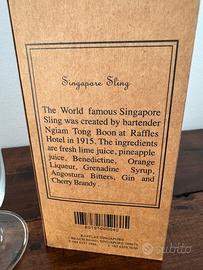 Singapore Sling
The World famous Singapore
Sling was created by bartender
Ngiam Tong Boon at Raffles
Hotel in 1915. The ingredients
are fresh lime juice, pineapple
juice, Benedictine, Orange
Liqueur, Grenadine Syrup,
Angostura Bitters, Gin and
Cherry Brandy
RAFFLES SINGAPORE
subito